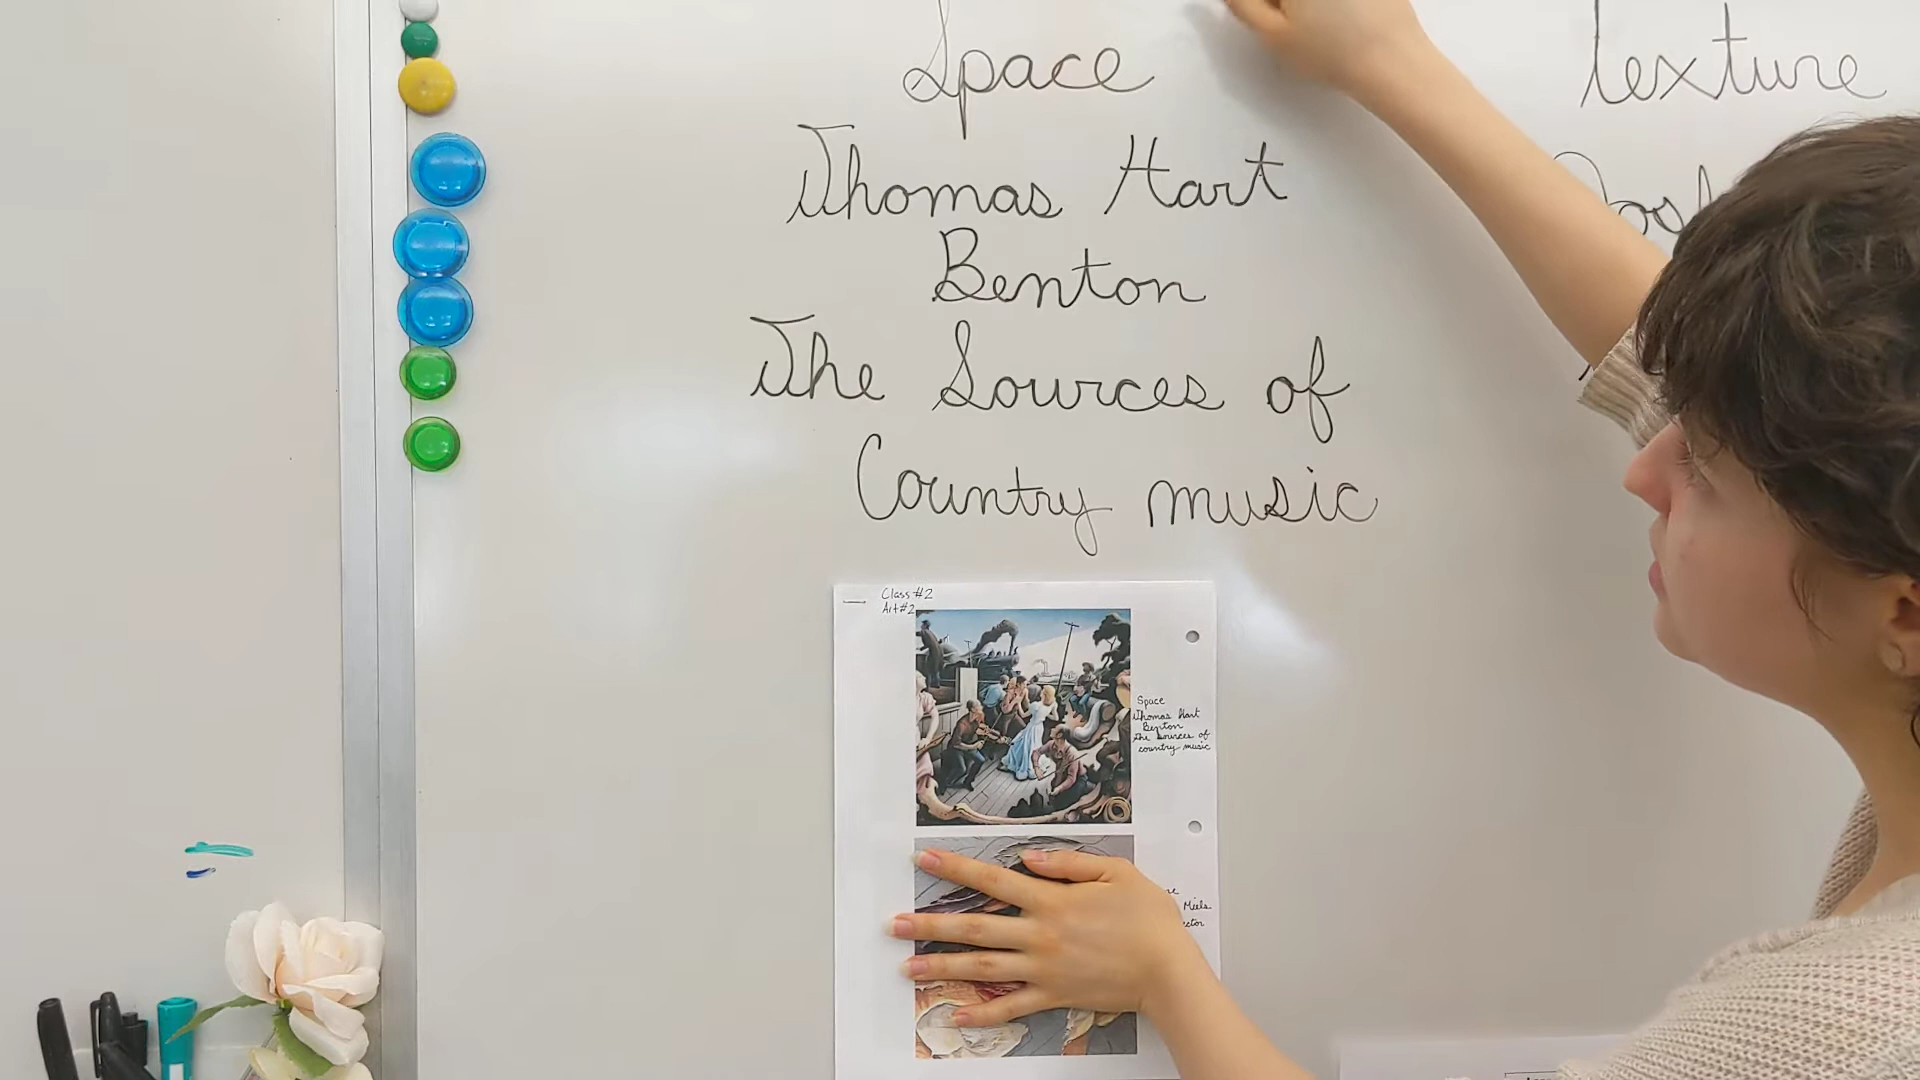 Space
Thomas Hart
Benton
The Sources of
Country music
Texture
Class #2
Art #2
Space
Thomas Hart
Benton
The Sources of
country music
Miels